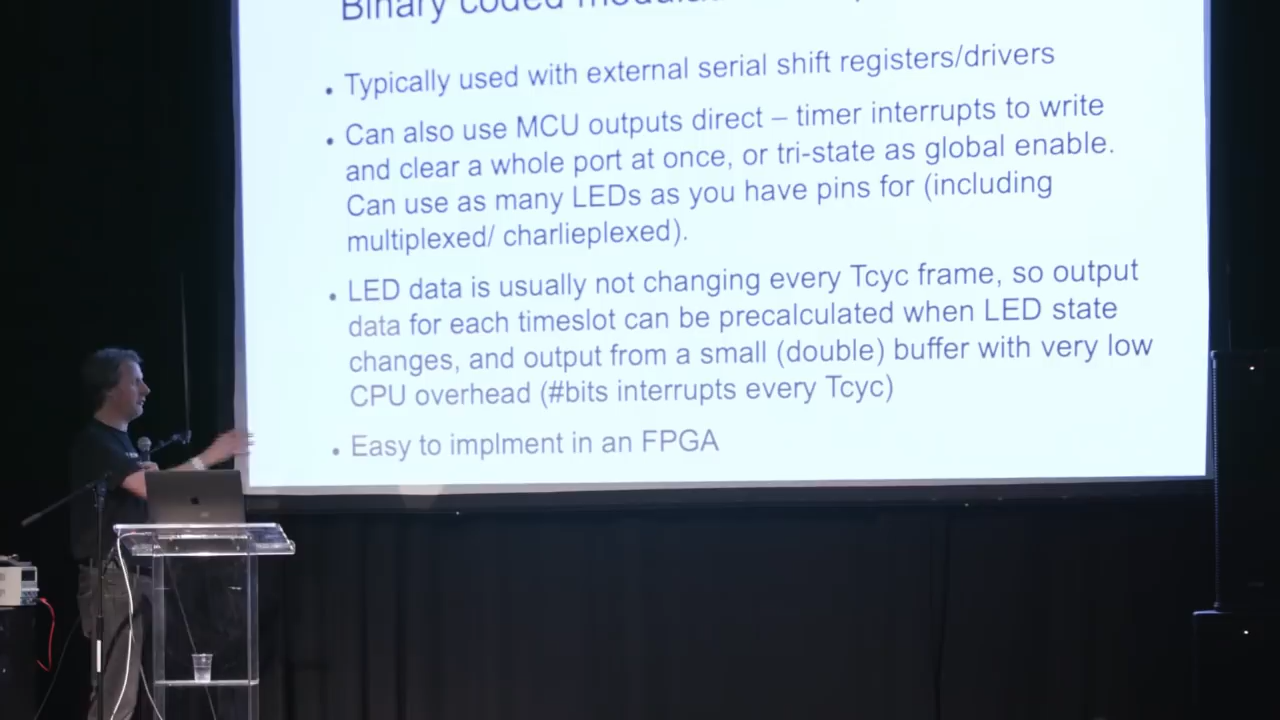 Binary coded
• Typically used with external serial shift registers/drivers
• Can also use MCU outputs direct – timer interrupts to write
and clear a whole port at once, or tri-state as global enable.
Can use as many LEDs as you have pins for (including
multiplexed/ charlieplexed).
• LED data is usually not changing every Tcyc frame, so output
data for each timeslot can be precalculated when LED state
changes, and output from a small (double) buffer with very low
CPU overhead (#bits interrupts every Tcyc)
• Easy to implment in an FPGA